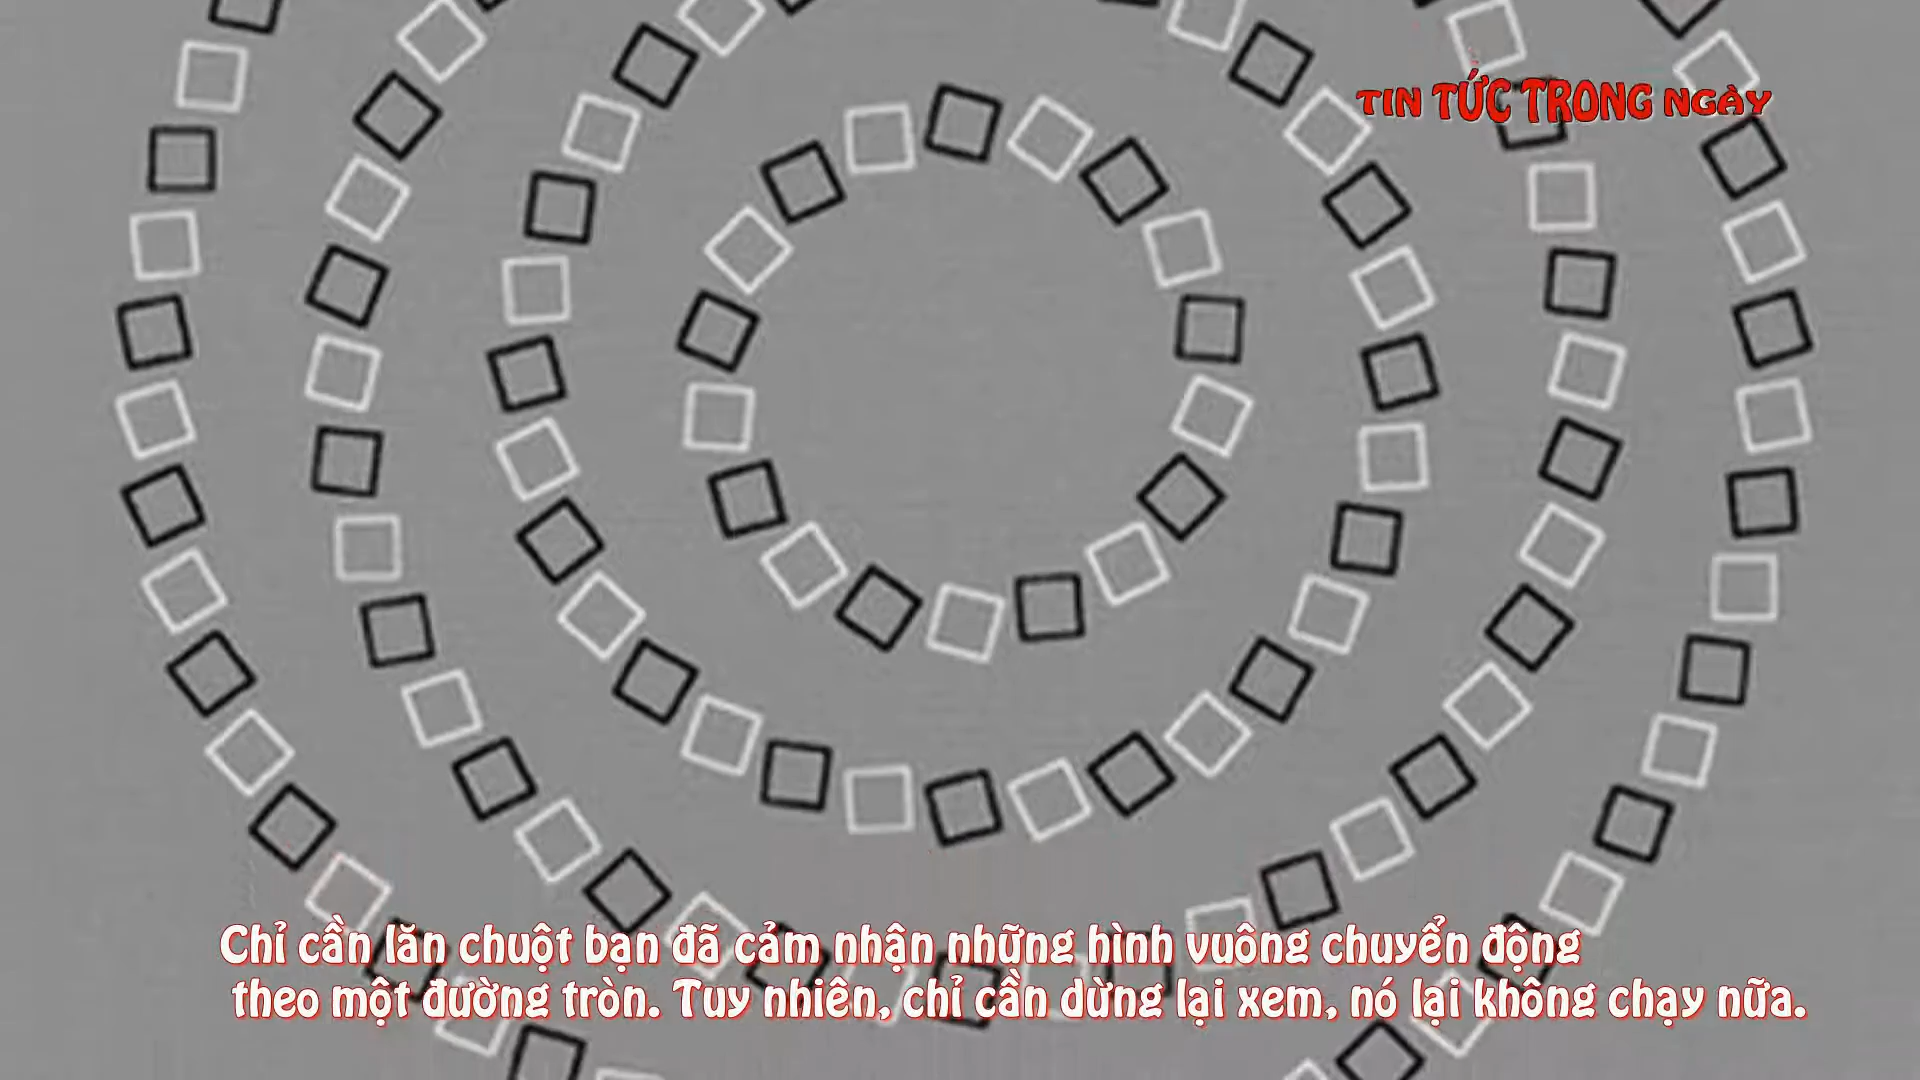 TIN TỨC TRONG NGÀY
Chỉ cần lăn chuột bạn đã cảm nhận những hình vuông chuyển động
theo một đường tròn. Tuy nhiên, chỉ cần dừng lại xem, nó lại không chạy nữa.